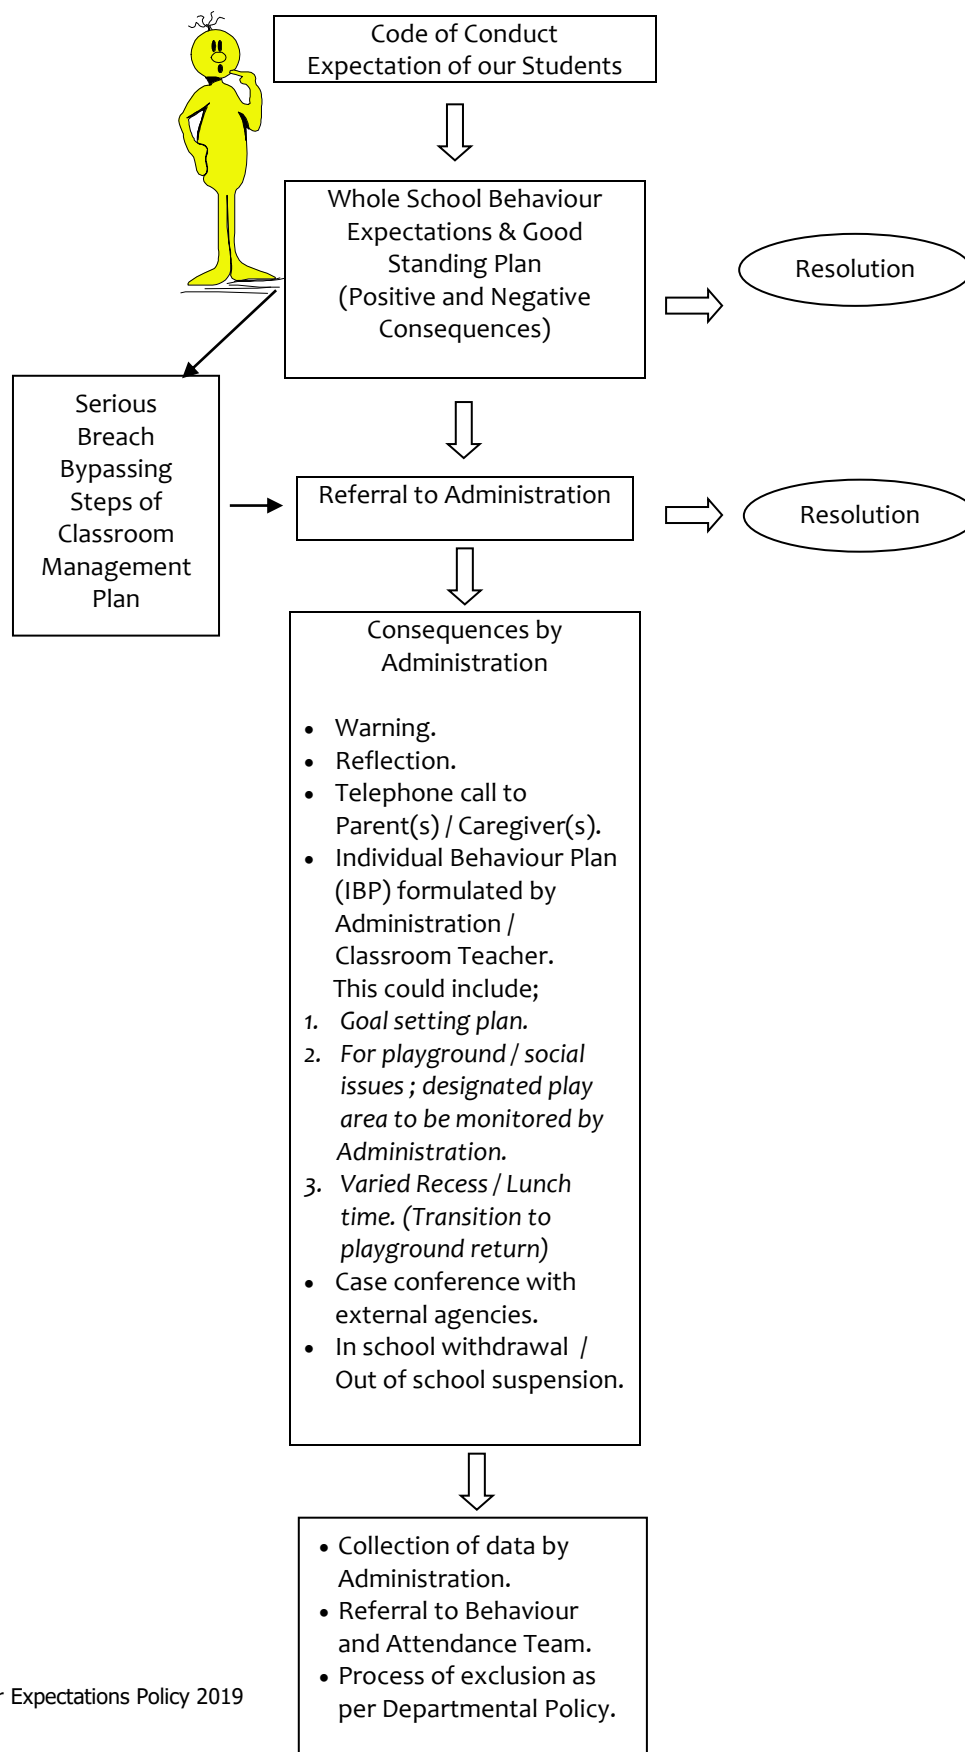 Code of Conduct
Expectation of our Students
Whole School Behaviour
Expectations & Good
Standing Plan
(Positive and Negative
Consequences)
Resolution
Serious
Breach
Bypassing
Steps of
Classroom
Management
Plan
Referral to Administration
Resolution
Consequences by
Administration
• Warning.
• Reflection.
• Telephone call to
Parent(s) / Caregiver(s).
• Individual Behaviour Plan
(IBP) formulated by
Administration /
Classroom Teacher.
This could include;
1. Goal setting plan.
2. For playground / social
issues ; designated play
area to be monitored by
Administration.
3. Varied Recess / Lunch
time. (Transition to
playground return)
• Case conference with
external agencies.
• In school withdrawal /
Out of school suspension.
• Collection of data by
Administration.
• Referral to Behaviour
and Attendance Team.
• Process of exclusion as
per Departmental Policy.
r Expectations Policy 2019